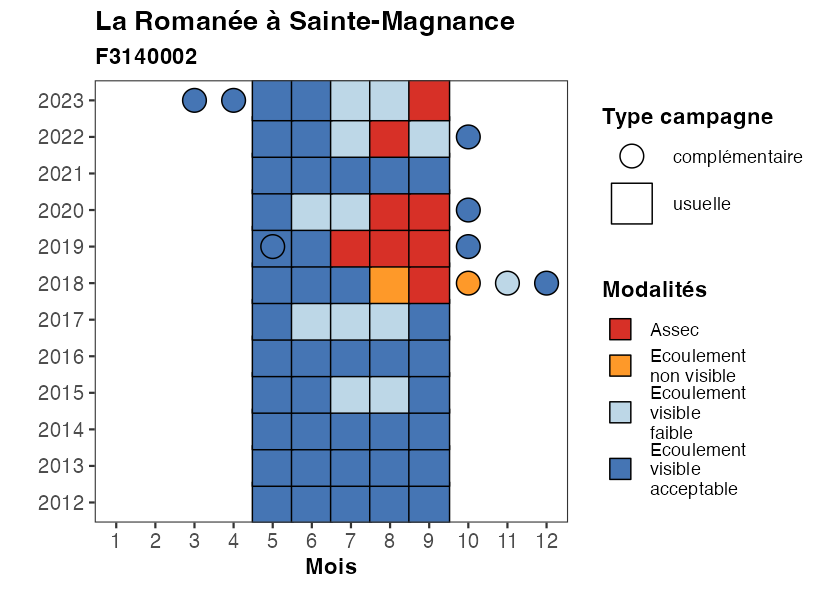 La Romanée à Sainte-Magnance
F3140002
2023
2022
2021
2020
2019
2018
2017
2016
2015
2014
2013
2012
1 2 3 4 5 6 7 8 9 10 11 12
Mois
Type campagne
complémentaire
usuelle
Modalités
Assec
Ecoulement
non visible
Ecoulement
visible
faible
Ecoulement
visible
acceptable